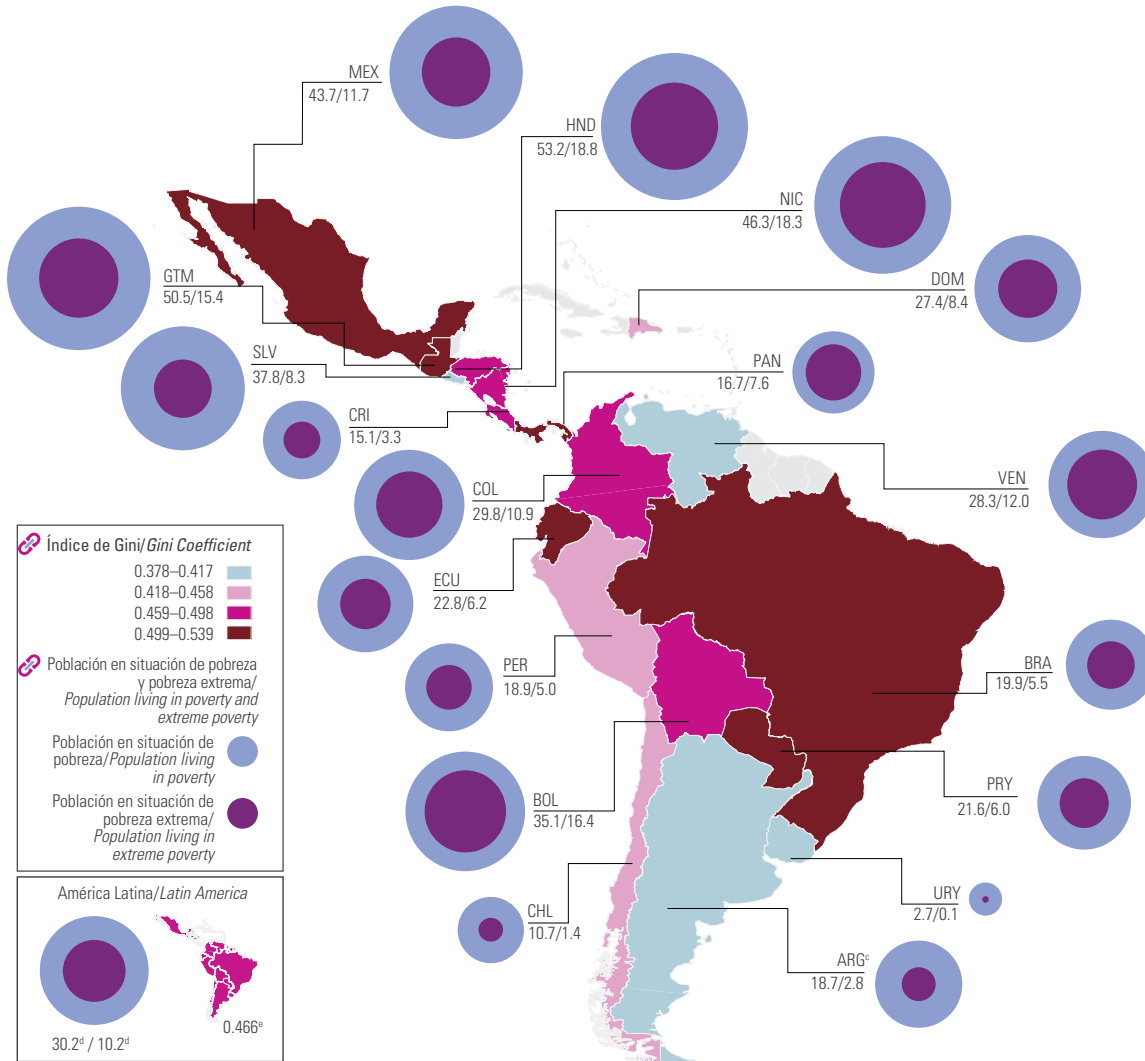 MEX
43.7/11.7
HND
53.2/18.8
NIC
46.3/18.3
GTM
50.5/15.4
DOM
27.4/8.4
SLV
37.8/8.3
PAN
16.7/7.6
CRI
15.1/3.3
COL
29.8/10.9
VEN
28.3/12.0
ECU
22.8/6.2
PER
18.9/5.0
BRA
19.9/5.5
BOL
35.1/16.4
PRY
21.6/6.0
CHL
10.7/1.4
URY
2.7/0.1
ARGᶜ
18.7/2.8
Índice de Gini/Gini Coefficient
0.378–0.417
0.418–0.458
0.459–0.498
0.499–0.539
Población en situación de pobreza
y pobreza extrema/
Population living in poverty and
extreme poverty
Población en situación de
pobreza/Population living
in poverty
Población en situación de
pobreza extrema/
Population living in
extreme poverty
América Latina/Latin America
0.466ᵉ
30.2ᵈ / 10.2ᵈ